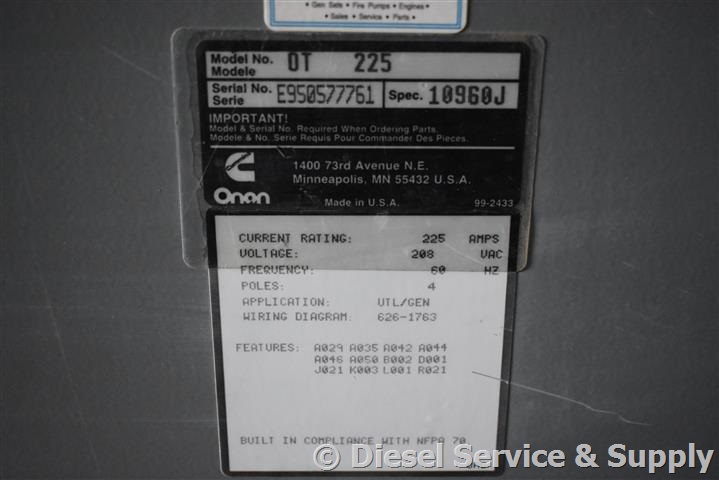 • Gen Sets • Fire Pumps • Engines •
• Sales • Service • Parts •
Model No. OT 225
Modele
Serial No. E950577761 Spec. 10960J
Serie
IMPORTANT!
Model & Serial No. Required When Ordering Parts.
Modele & No. Serie Requis Pour Commander Des Pieces.
1400 73rd Avenue N.E.
Minneapolis, MN 55432 U.S.A.
Onan
Made in U.S.A. 99-2433
CURRENT RATING: 225 AMPS
VOLTAGE: 208 VAC
FREQUENCY: 60 HZ
POLES: 4
APPLICATION: UTL/GEN
WIRING DIAGRAM: 626-1763
FEATURES: A029 A035 A042 A044
A046 A050 B002 D001
J021 K003 L001 R021
BUILT IN COMPLIANCE WITH NFPA 70.
© Diesel Service & Supply